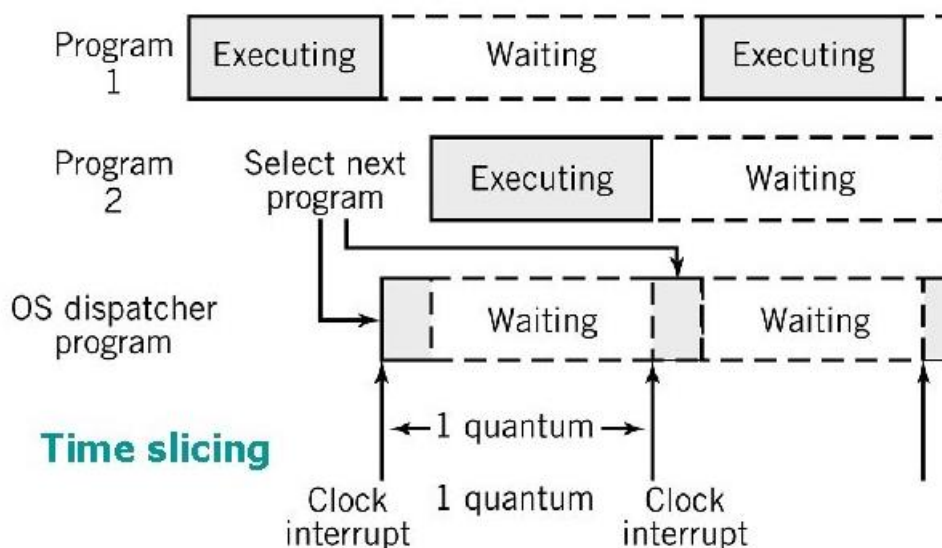 Program
1
Executing
Waiting
Executing
Program
2
Select next
program
Executing
Waiting
OS dispatcher
program
Waiting
Waiting
1 quantum
Time slicing
Clock
interrupt
1 quantum
Clock
interrupt